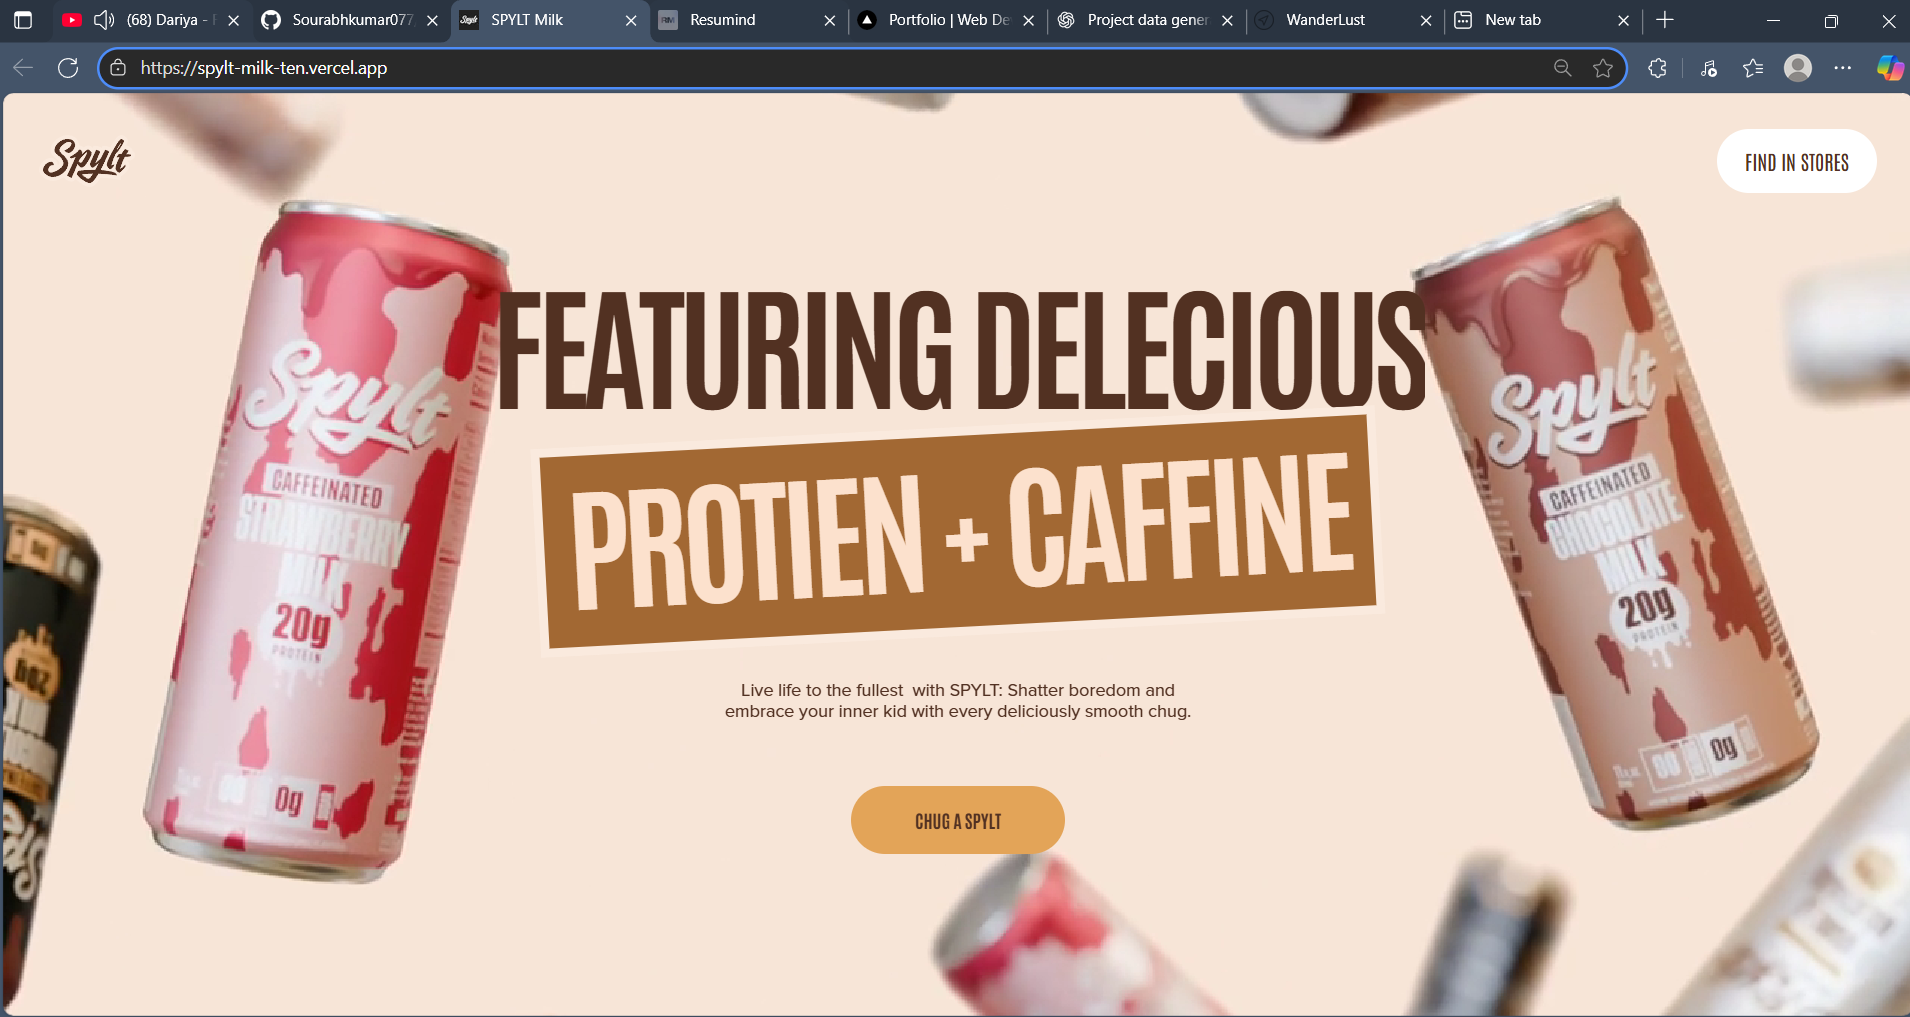 (68) Dariya -
Sourabhkumar077
SPYLT Milk
Resumind
Portfolio | Web De
Project data gener
WanderLust
New tab
https://spylt-milk-ten.vercel.app
Spylt
FIND IN STORES
FEATURING DELECIOUS
PROTIEN + CAFFINE
Live life to the fullest with SPYLT: Shatter boredom and
embrace your inner kid with every deliciously smooth chug.
CHUG A SPYLT
Spylt
CAFFEINATED
STRAWBERRY
MILK
20g
PROTEIN
0g
Spylt
CAFFEINATED
CHOCOLATE
MILK
20g
PROTEIN
0g